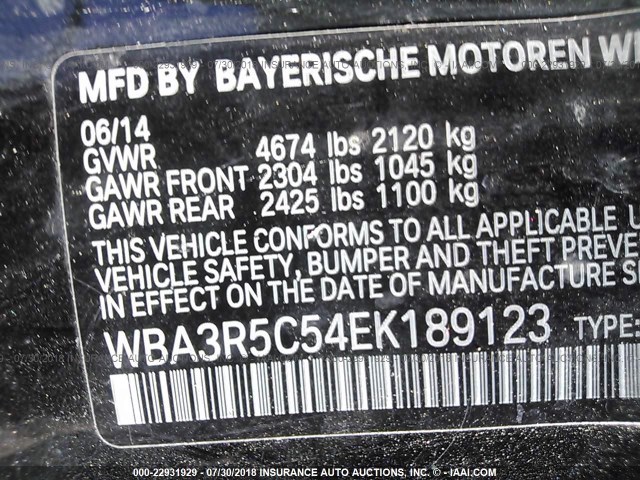 MFD BY BAYERISCHE MOTOREN
06/14
GVWR 4674 lbs 2120 kg
GAWR FRONT 2304 lbs 1045 kg
GAWR REAR 2425 lbs 1100 kg
THIS VEHICLE CONFORMS TO ALL APPLICABLE
VEHICLE SAFETY, BUMPER AND THEFT
IN EFFECT ON THE DATE OF MANUFACTURE
WBA3R5C54EK189123 TYPE-
000-22931929 - 07/30/2018 INSURANCE AUTO AUCTIONS, INC. - © - IAAI.COM